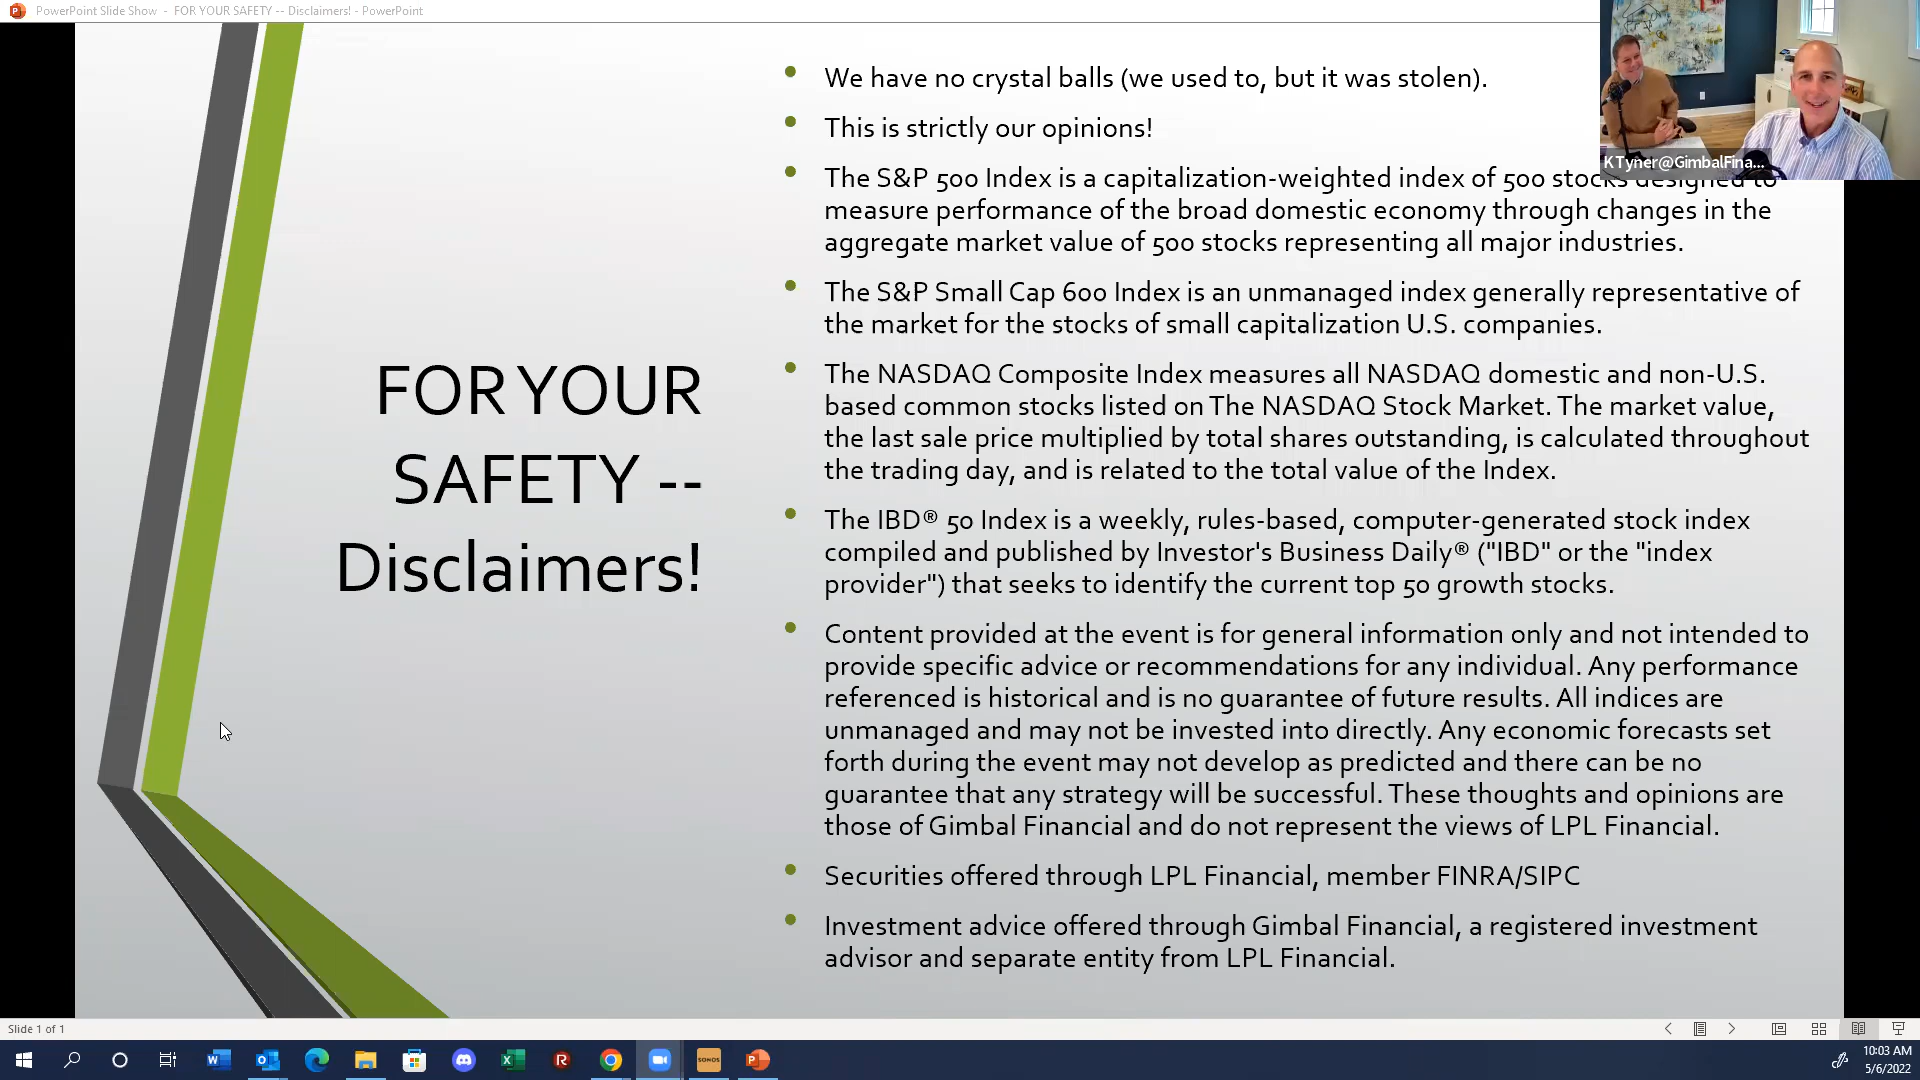 PowerPoint Slide Show - FOR YOUR SAFETY -- Disclaimers! - PowerPoint
KTyner@GimbalFina...
FOR YOUR
SAFETY --
Disclaimers!
We have no crystal balls (we used to, but it was stolen).
This is strictly our opinions!
The S&P 500 Index is a capitalization-weighted index of 500 stocks designed to
measure performance of the broad domestic economy through changes in the
aggregate market value of 500 stocks representing all major industries.
The S&P Small Cap 600 Index is an unmanaged index generally representative of
the market for the stocks of small capitalization U.S. companies.
The NASDAQ Composite Index measures all NASDAQ domestic and non-U.S.
based common stocks listed on The NASDAQ Stock Market. The market value,
the last sale price multiplied by total shares outstanding, is calculated throughout
the trading day, and is related to the total value of the Index.
The IBD® 50 Index is a weekly, rules-based, computer-generated stock index
compiled and published by Investor's Business Daily® ("IBD" or the "index
provider") that seeks to identify the current top 50 growth stocks.
Content provided at the event is for general information only and not intended to
provide specific advice or recommendations for any individual. Any performance
referenced is historical and is no guarantee of future results. All indices are
unmanaged and may not be invested into directly. Any economic forecasts set
forth during the event may not develop as predicted and there can be no
guarantee that any strategy will be successful. These thoughts and opinions are
those of Gimbal Financial and do not represent the views of LPL Financial.
Securities offered through LPL Financial, member FINRA/SIPC
Investment advice offered through Gimbal Financial, a registered investment
advisor and separate entity from LPL Financial.
Slide 1 of 1
SONOS
10:03 AM
5/6/2022